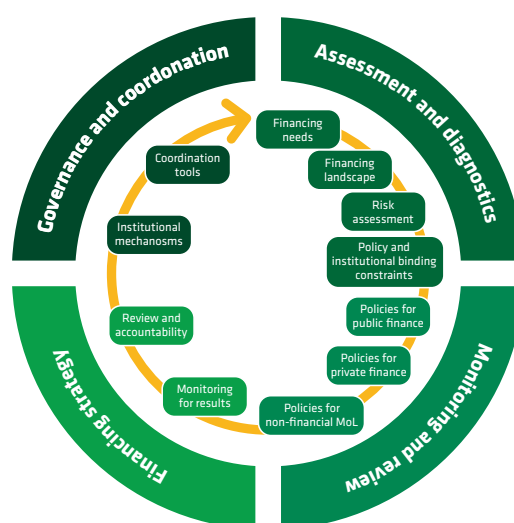 Governance and coordonation
Assessment and diagnostics
Monitoring and review
Financing strategy
Financing
needs
Financing
landscape
Risk
assessment
Policy and
institutional binding
constraints
Policies for
public finance
Policies for
private finance
Policies for
non-financial MoL
Monitoring
for results
Review and
accountability
Institutional
mechanosms
Coordination
tools